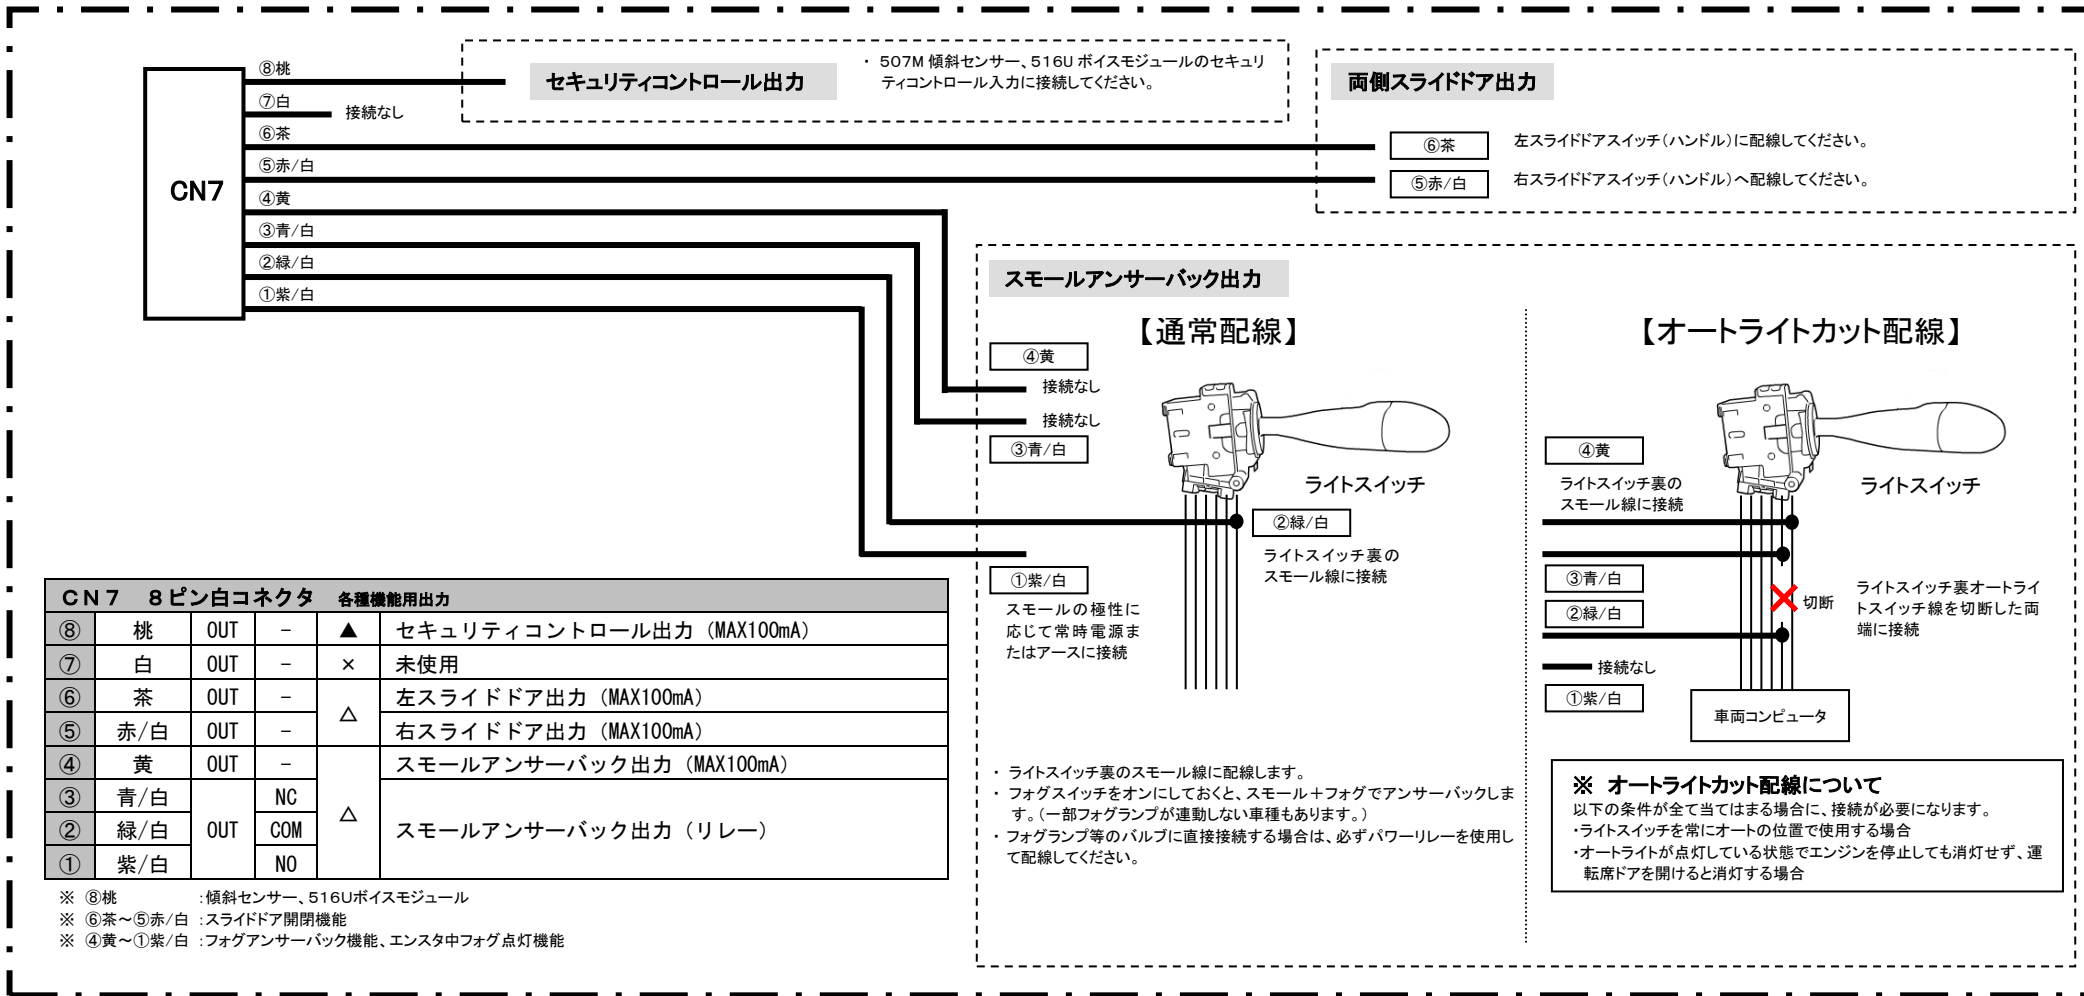 ⑧桃
⑦白
接続なし
⑥茶
⑤赤/白
④黄
③青/白
②緑/白
①紫/白
CN7
セキュリティコントロール出力
・ 507M 傾斜センサー、516U ボイスモジュールのセキュリ
ティコントロール入力に接続してください。
両側スライドドア出力
⑥茶 左スライドドアスイッチ(ハンドル)に配線してください。
⑤赤/白 右スライドドアスイッチ(ハンドル)へ配線してください。
スモールアンサーバック出力
【通常配線】
④黄
接続なし
接続なし
③青/白
ライトスイッチ
②緑/白
ライトスイッチ裏の
スモール線に接続
①紫/白
スモールの極性に
応じて常時電源ま
たはアースに接続
・ ライトスイッチ裏のスモール線に配線します。
・ フォグスイッチをオンにしておくと、スモール+フォグでアンサーバックしま
す。(一部フォグランプが連動しない車種もあります。)
・ フォグランプ等のバルブに直接接続する場合は、必ずパワーリレーを使用し
て配線してください。
【オートライトカット配線】
④黄
ライトスイッチ裏の
スモール線に接続
ライトスイッチ
③青/白
②緑/白
切断
ライトスイッチ裏オートライ
トスイッチ線を切断した両
端に接続
接続なし
①紫/白
車両コンピュータ
※ オートライトカット配線について
以下の条件が全て当てはまる場合に、接続が必要になります。
・ライトスイッチを常にオートの位置で使用する場合
・オートライトが点灯している状態でエンジンを停止しても消灯せず、運
転席ドアを開けると消灯する場合
CN7 8ピン白コネクタ 各種機能用出力
⑧ 桃 OUT － ▲ セキュリティコントロール出力 (MAX100mA)
⑦ 白 OUT － × 未使用
⑥ 茶 OUT － △ 左スライドドア出力 (MAX100mA)
⑤ 赤/白 OUT － 右スライドドア出力 (MAX100mA)
④ 黄 OUT － △ スモールアンサーバック出力 (MAX100mA)
③ 青/白 OUT NC スモールアンサーバック出力 (リレー)
② 緑/白 COM
① 紫/白 NO
※ ⑧桃 :傾斜センサー、516Uボイスモジュール
※ ⑥茶～⑤赤/白 :スライドドア開閉機能
※ ④黄～①紫/白 :フォグアンサーバック機能、エンスタ中フォグ点灯機能